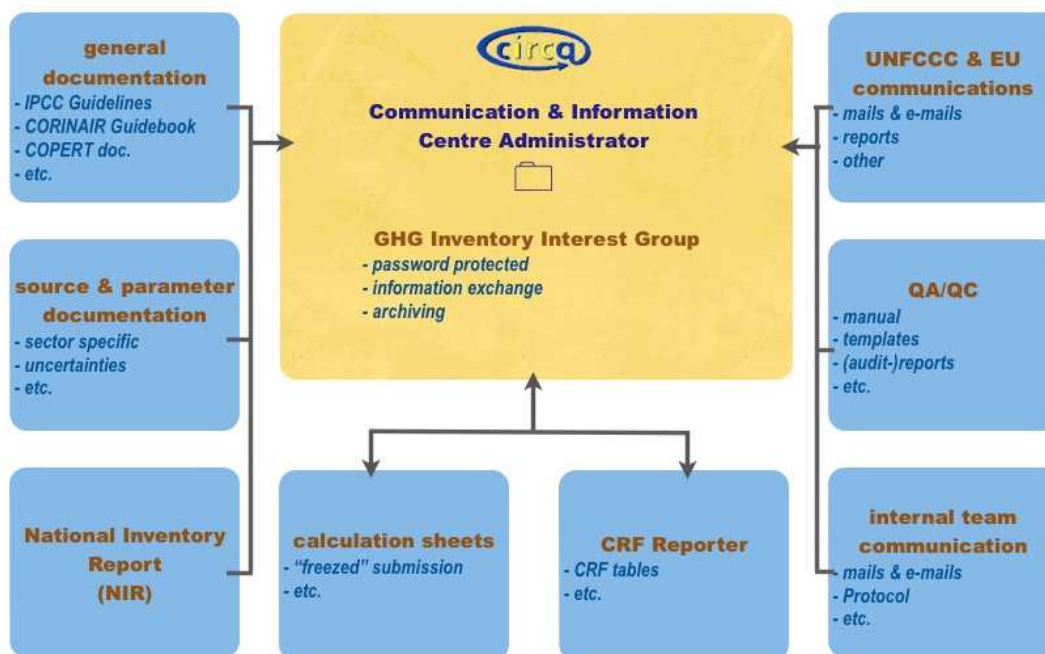 general
documentation
- IPCC Guidelines
- CORINAIR Guidebook
- COPERT doc.
- etc.
source & parameter
documentation
- sector specific
- uncertainties
- etc.
National Inventory
Report
(NIR)
circa
Communication & Information
Centre Administrator
GHG Inventory Interest Group
- password protected
- information exchange
- archiving
calculation sheets
- “freezed” submission
- etc.
CRF Reporter
- CRF tables
- etc.
UNFCCC & EU
communications
- mails & e-mails
- reports
- other
QA/QC
- manual
- templates
- (audit-)reports
- etc.
internal team
communication
- mails & e-mails
- Protocol
- etc.